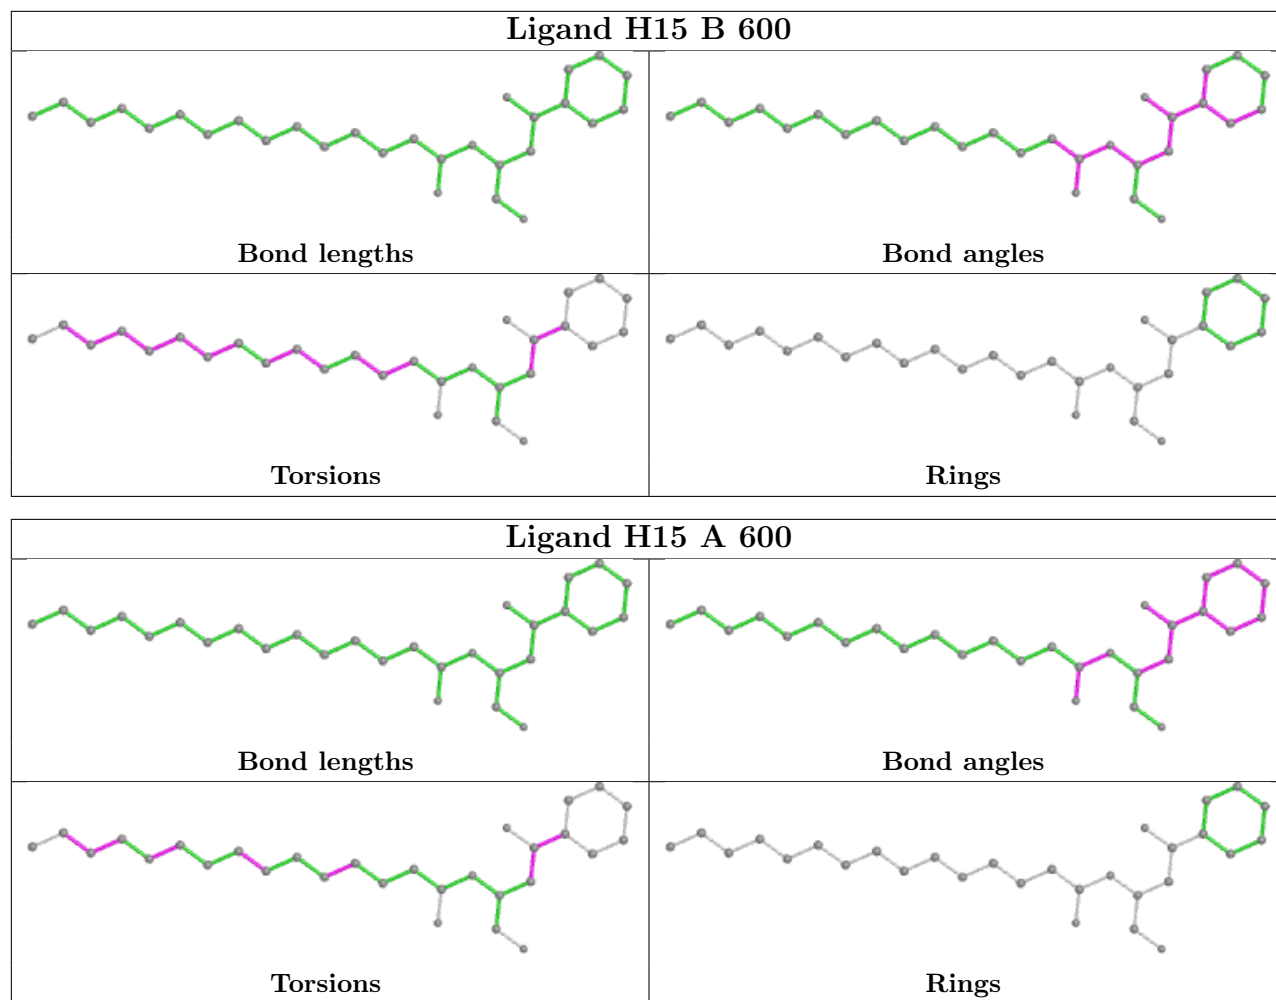 Ligand H15 B 600
Bond lengths
Bond angles
Torsions
Rings
Ligand H15 A 600
Bond lengths
Bond angles
Torsions
Rings